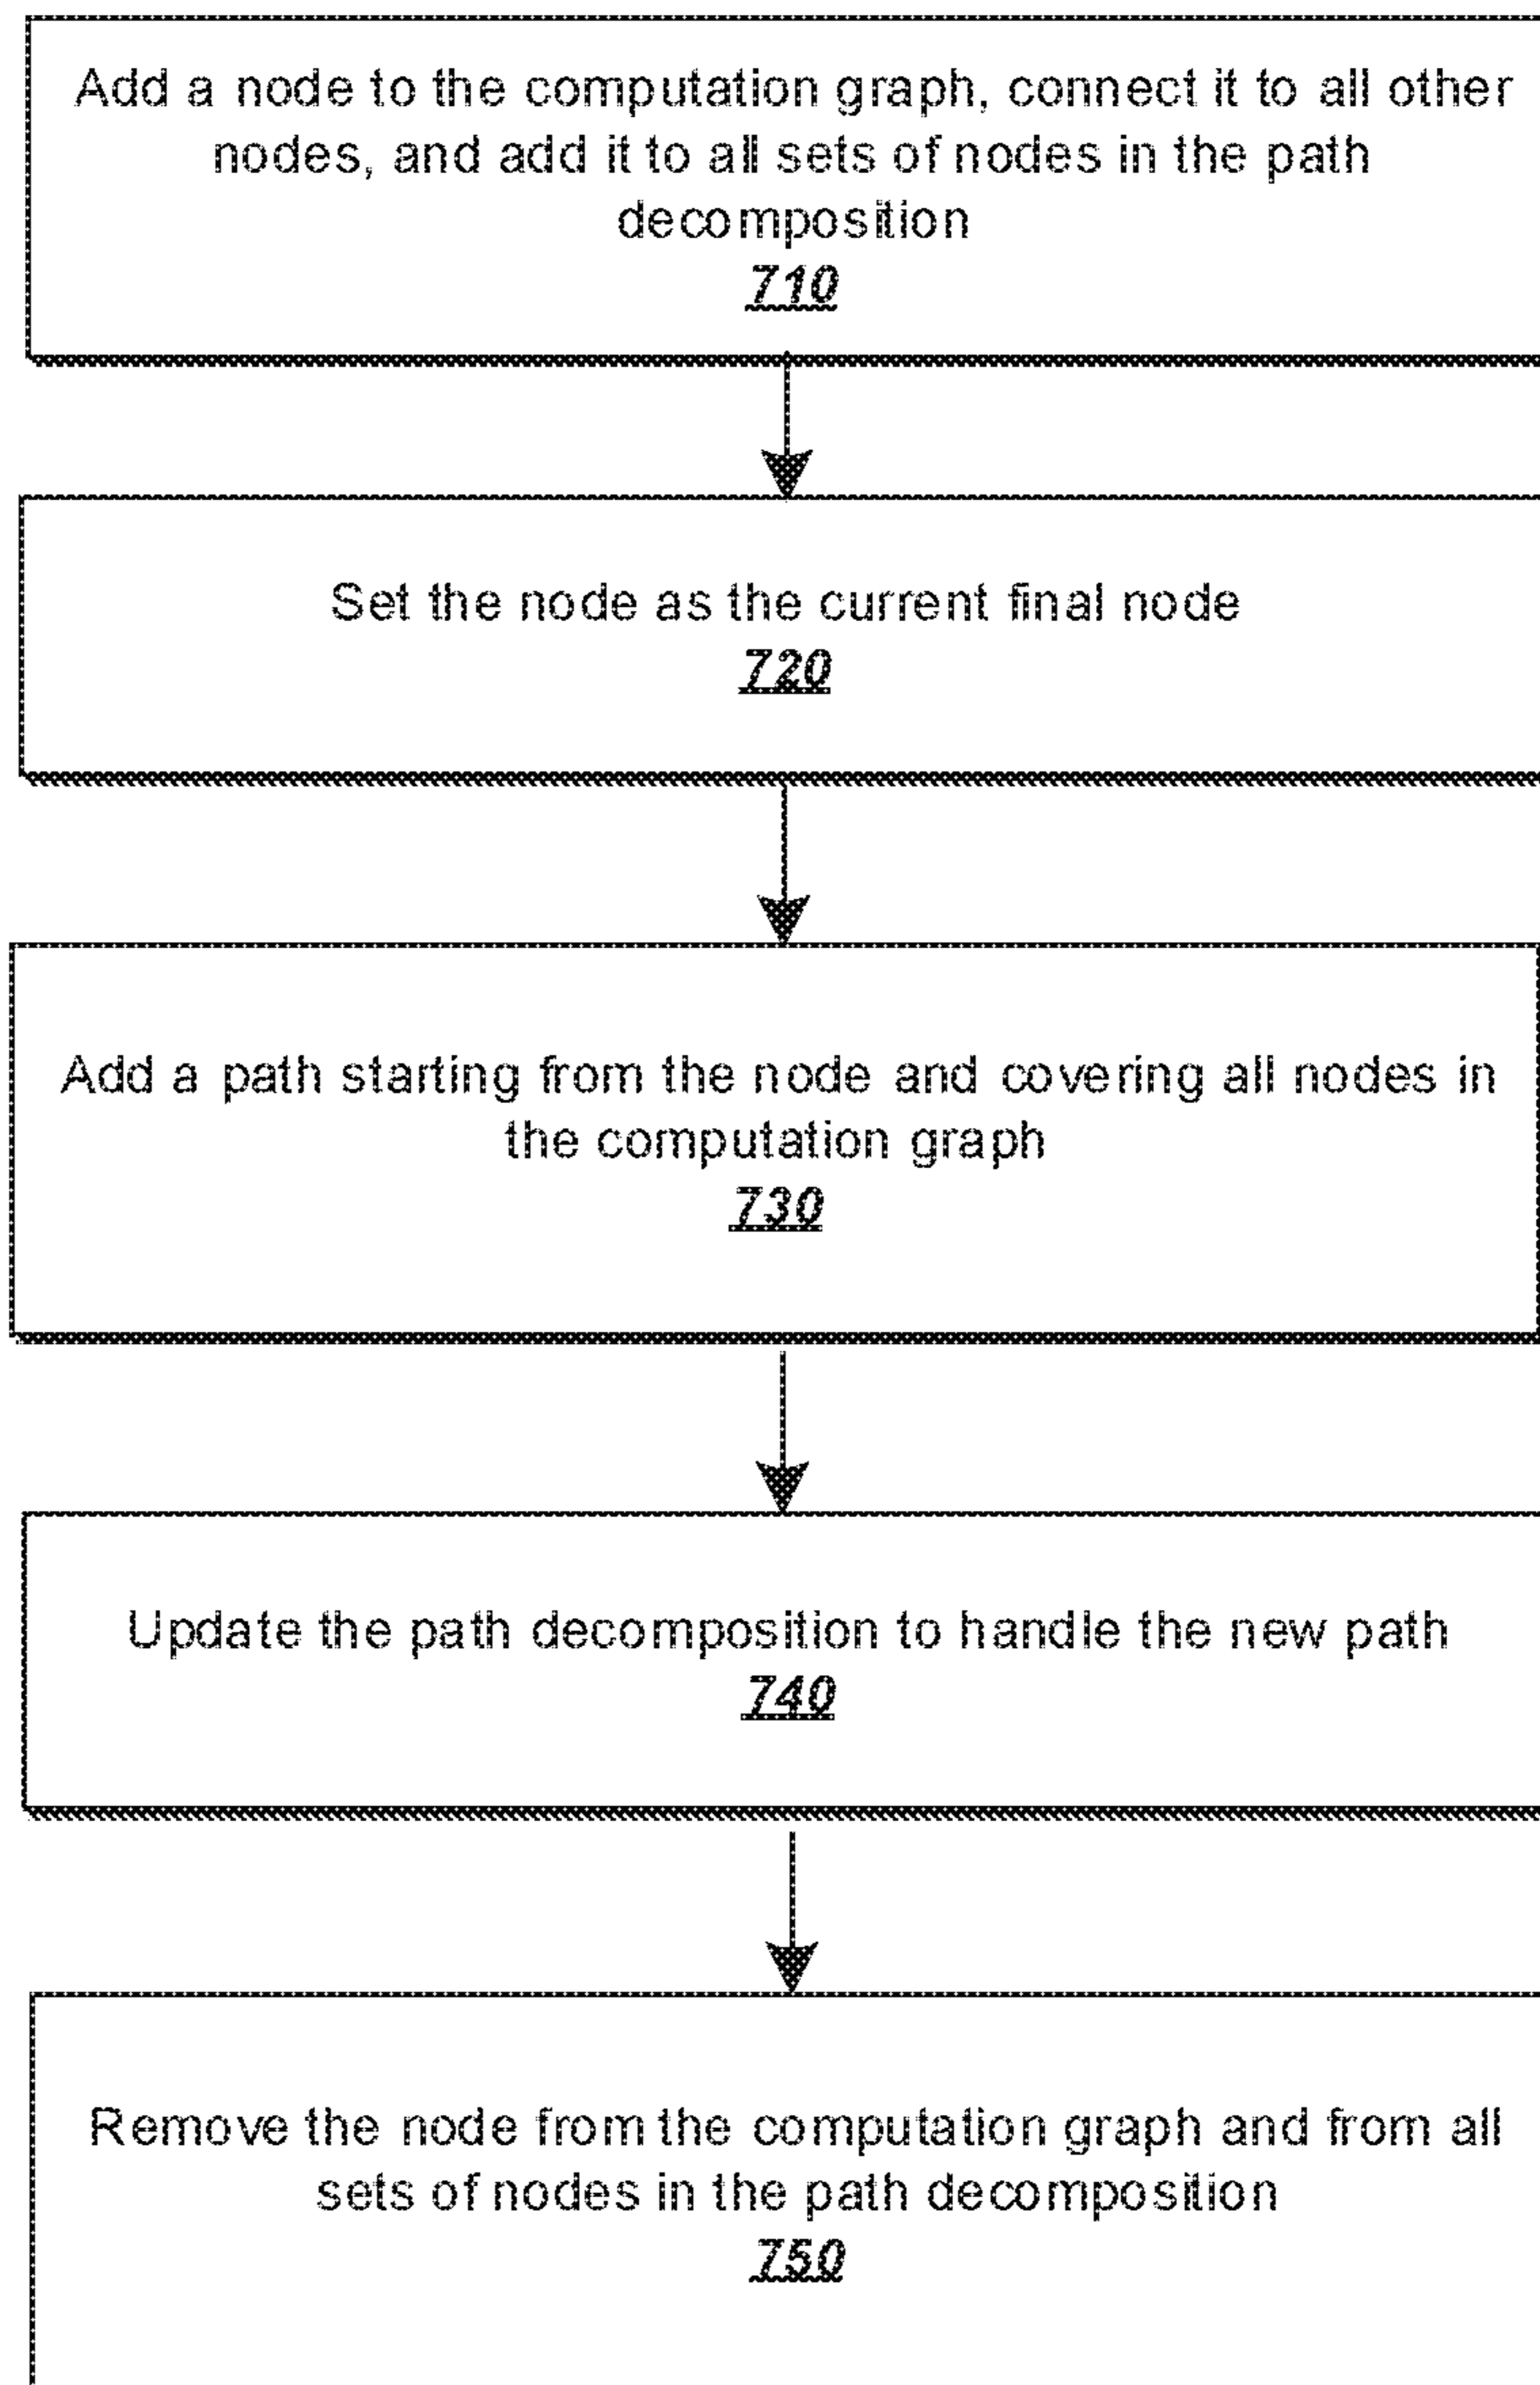 Add a node to the computation graph, connect it to all other
nodes, and add it to all sets of nodes in the path
decomposition
710
Set the node as the current final node
720
Add a path starting from the node and covering all nodes in
the computation graph
730
Update the path decomposition to handle the new path
740
Remove the node from the computation graph and from all
sets of nodes in the path decomposition
750